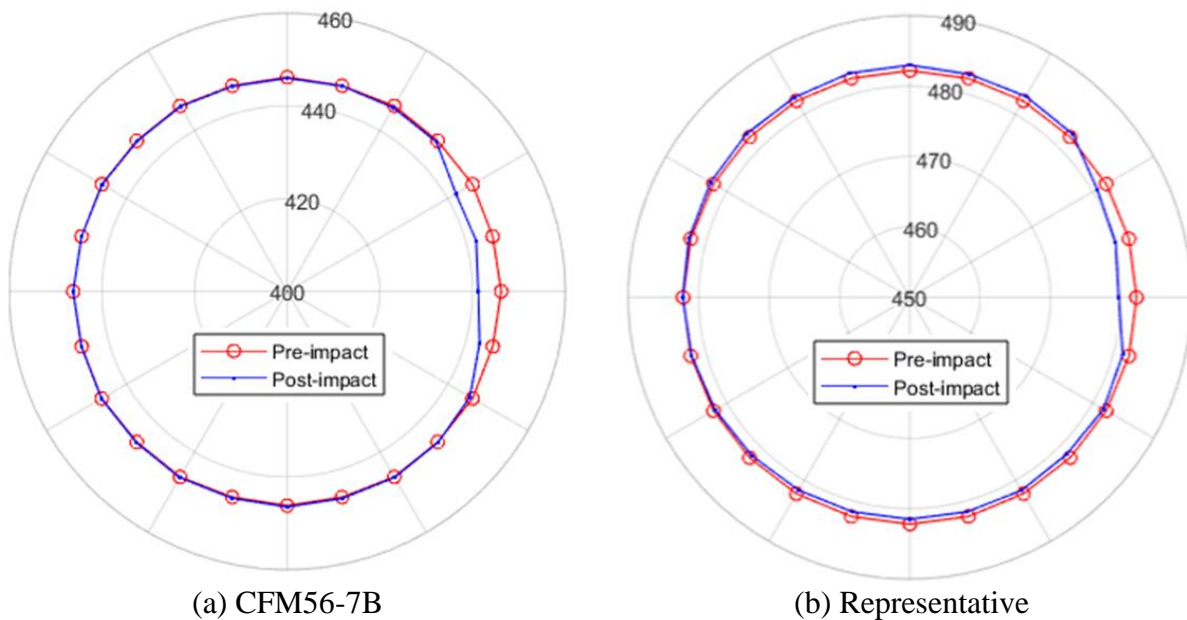 460
440
420
400
Pre-impact
Post-impact
(a) CFM56-7B
490
480
470
460
450
Pre-impact
Post-impact
(b) Representative